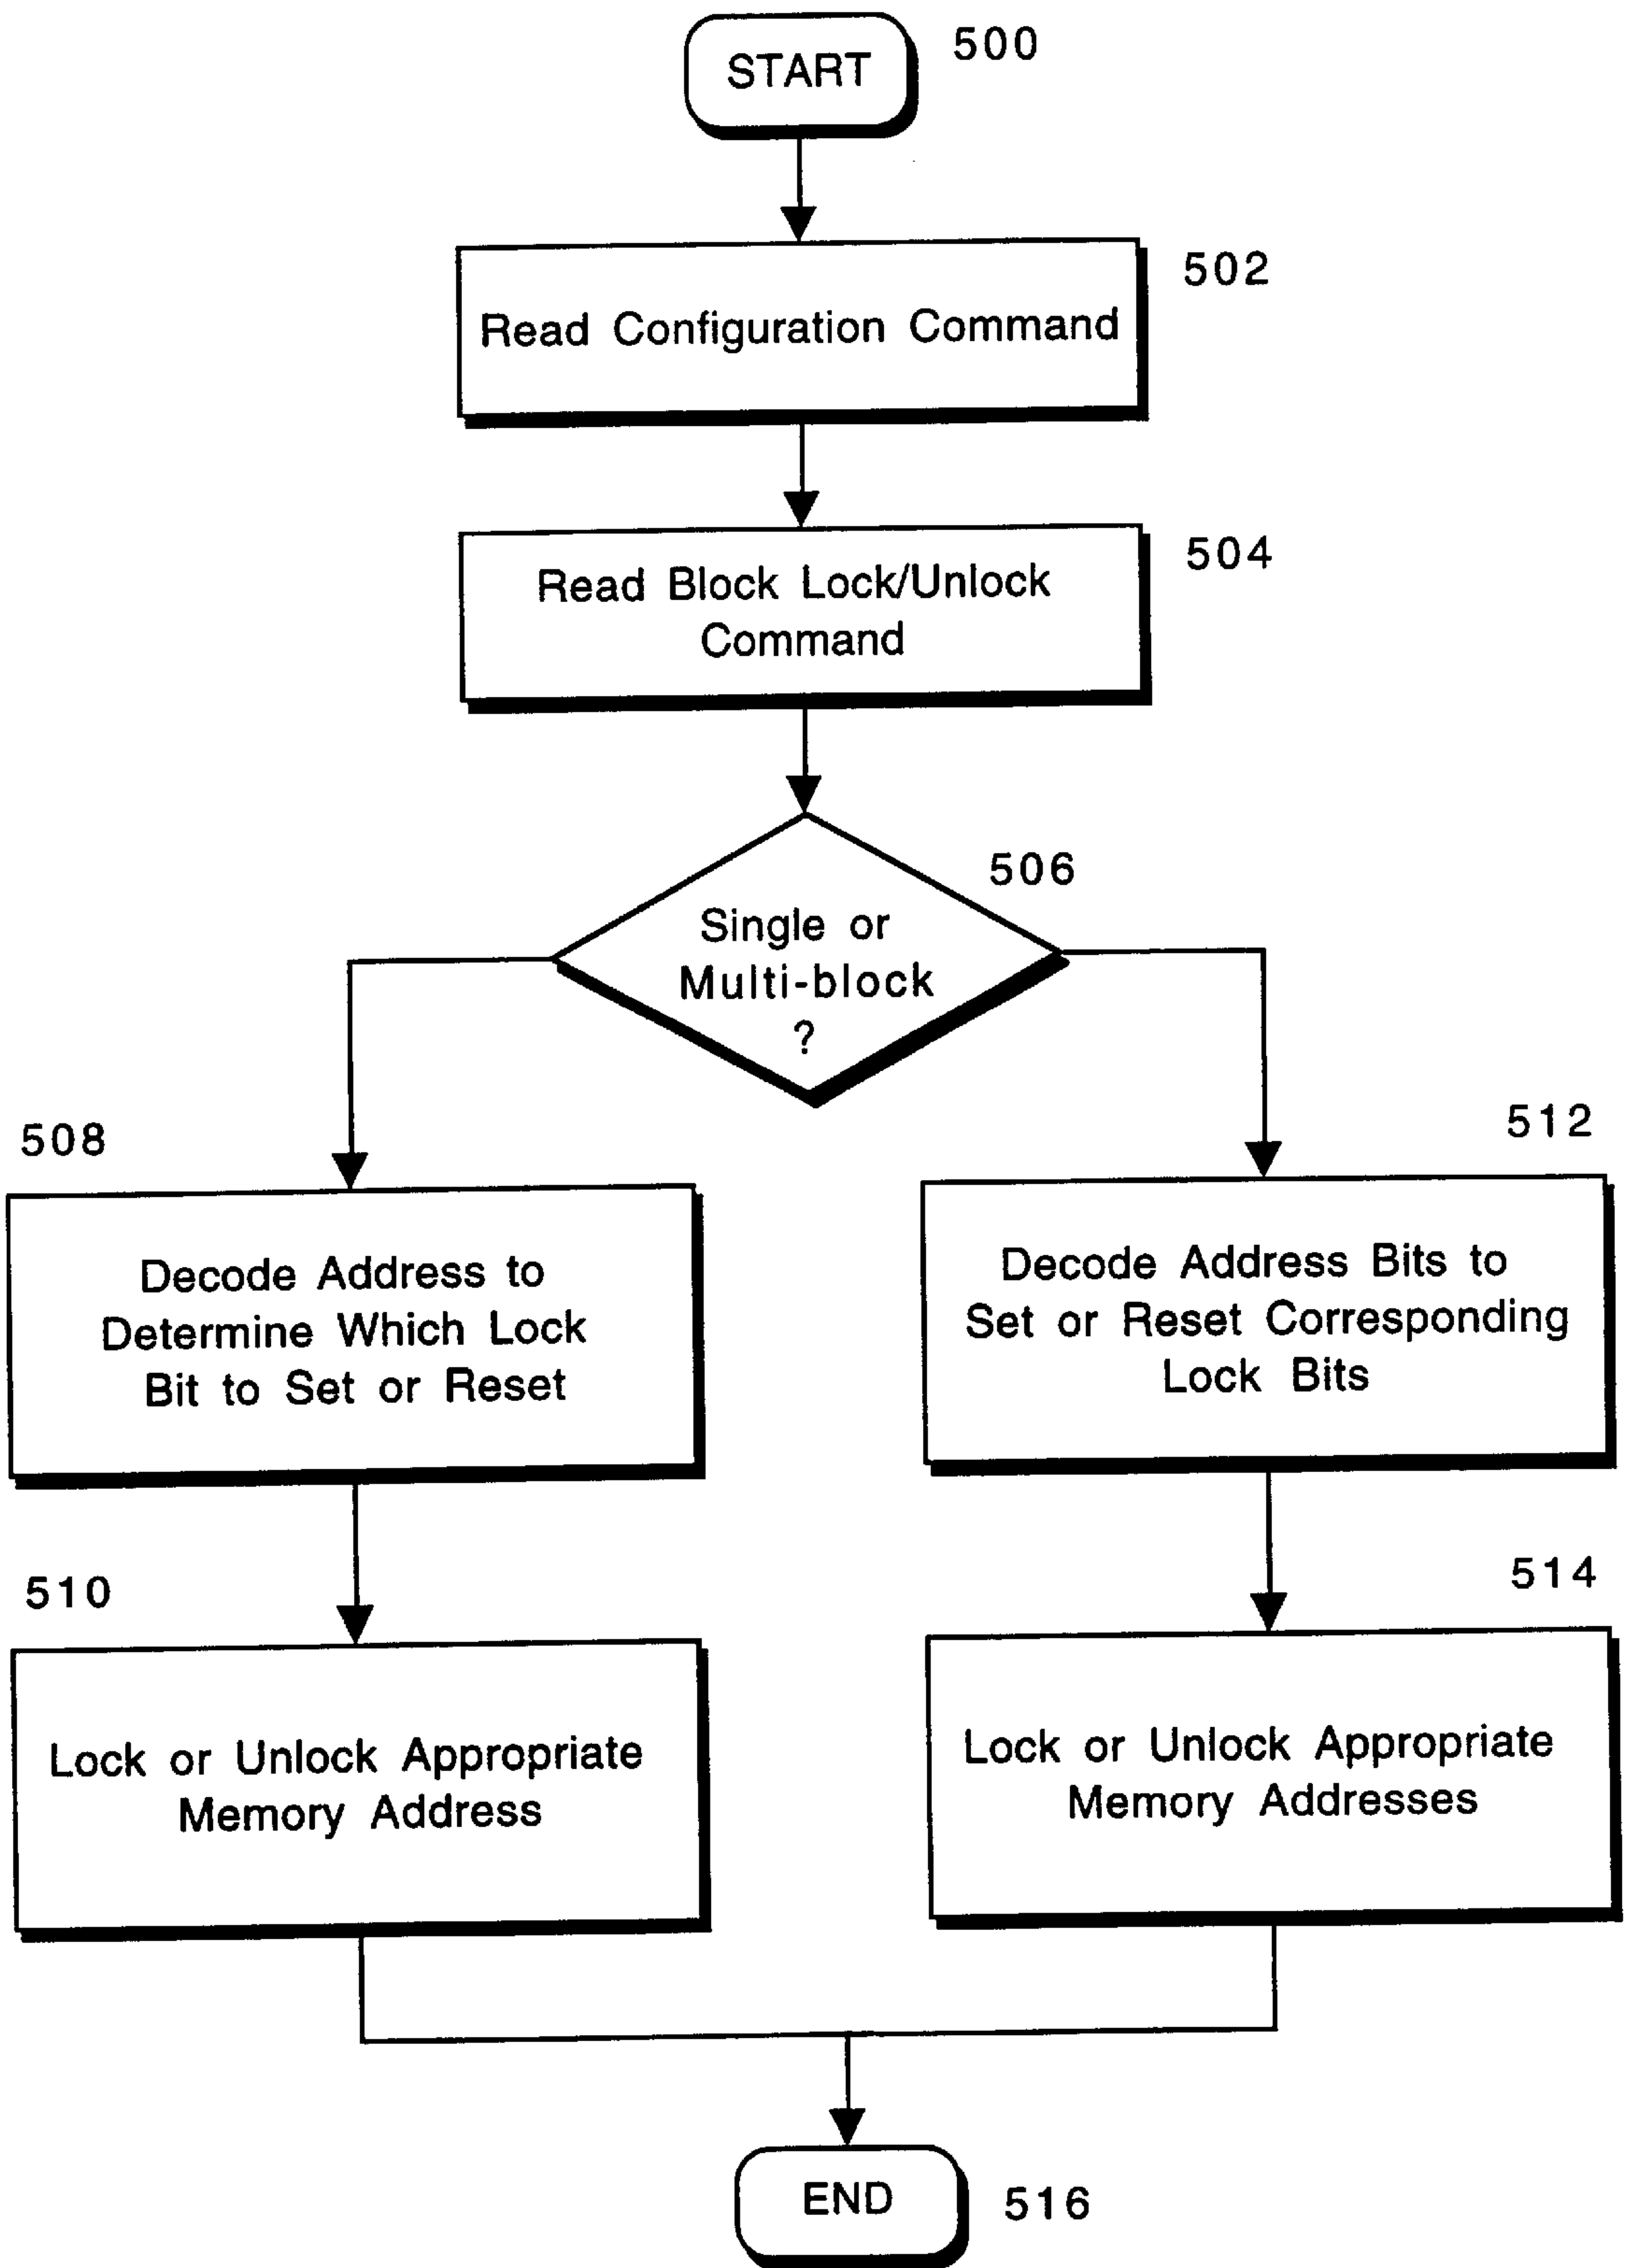 START
500
502
Read Configuration Command
504
Read Block Lock/Unlock
Command
506
Single or
Multi-block
?
508
Decode Address to
Determine Which Lock
Bit to Set or Reset
512
Decode Address Bits to
Set or Reset Corresponding
Lock Bits
510
Lock or Unlock Appropriate
Memory Address
514
Lock or Unlock Appropriate
Memory Addresses
END
516